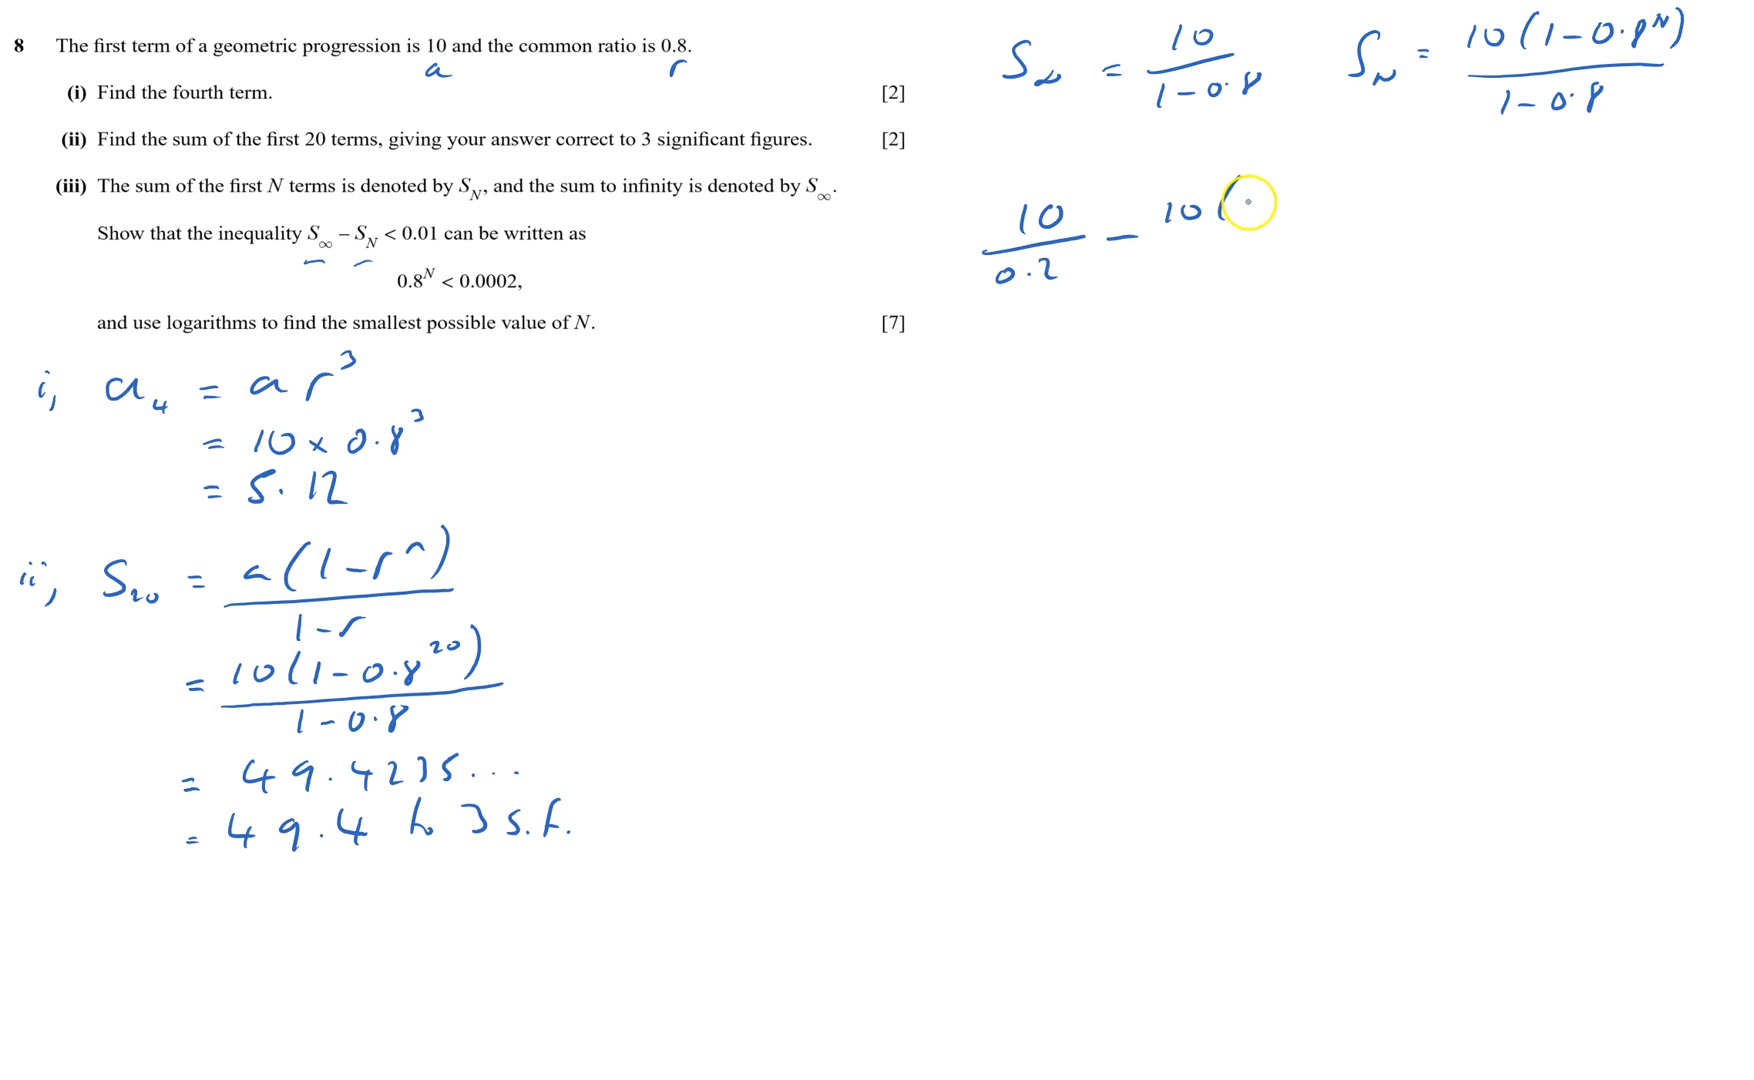 8 The first term of a geometric progression is 10 and the common ratio is 0.8.
a r
(i) Find the fourth term. [2]
(ii) Find the sum of the first 20 terms, giving your answer correct to 3 significant figures. [2]
(iii) The sum of the first N terms is denoted by S_N, and the sum to infinity is denoted by S_∞.
Show that the inequality S_∞ − S_N < 0.01 can be written as
0.8^N < 0.0002,
and use logarithms to find the smallest possible value of N. [7]
i, a_4 = ar^3
= 10 × 0.8^3
= 5.12
ii, S_20 = a(1-r^n)
1-r
= 10(1-0.8^20)
1-0.8
= 49.4235...
= 49.4 to 3 s.f.
S_∞ = 10
1-0.8
S_N = 10(1-0.8^N)
1-0.8
10 − 10(
0.2